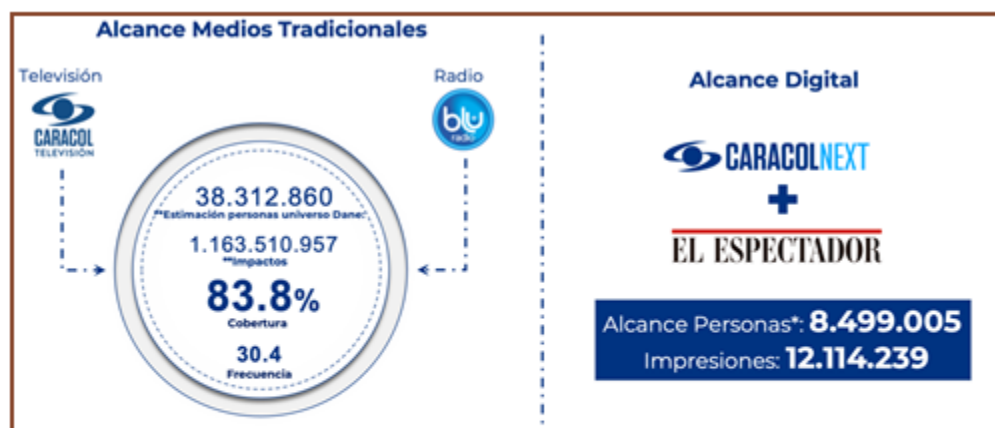 Alcance Medios Tradicionales
Televisión
CARACOL
TELEVISIÓN
Radio
blu
radio
38.312.860
**Estimación personas universo Dane:
1.163.510.957
**Impactos
83.8%
Cobertura
30.4
Frecuencia
Alcance Digital
CARACOLNEXT
+
EL ESPECTADOR
Alcance Personas*: 8.499.005
Impresiones: 12.114.239